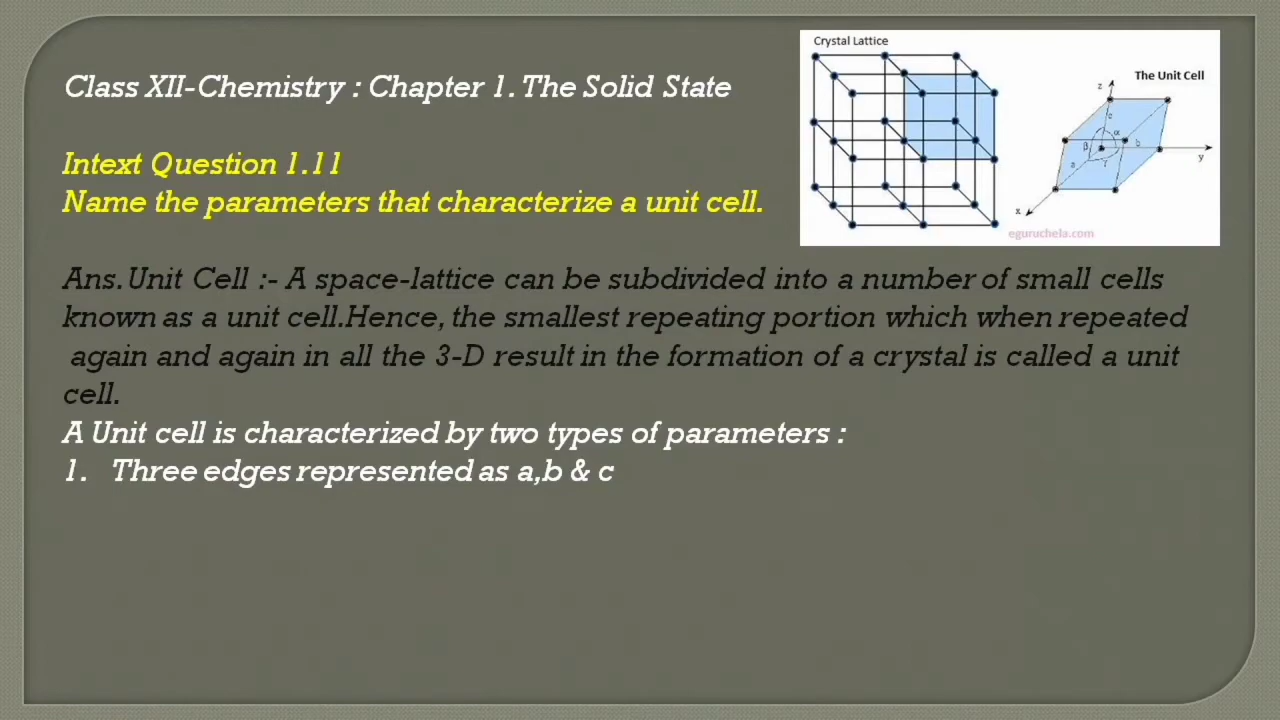 Class XII-Chemistry : Chapter 1. The Solid State
Intext Question 1.11
Name the parameters that characterize a unit cell.
Crystal Lattice
The Unit Cell
z
c
α
β
b
a
γ
y
x
eguruchela.com
Ans. Unit Cell :- A space-lattice can be subdivided into a number of small cells
known as a unit cell.Hence, the smallest repeating portion which when repeated
again and again in all the 3-D result in the formation of a crystal is called a unit
cell.
A Unit cell is characterized by two types of parameters :
1. Three edges represented as a,b & c